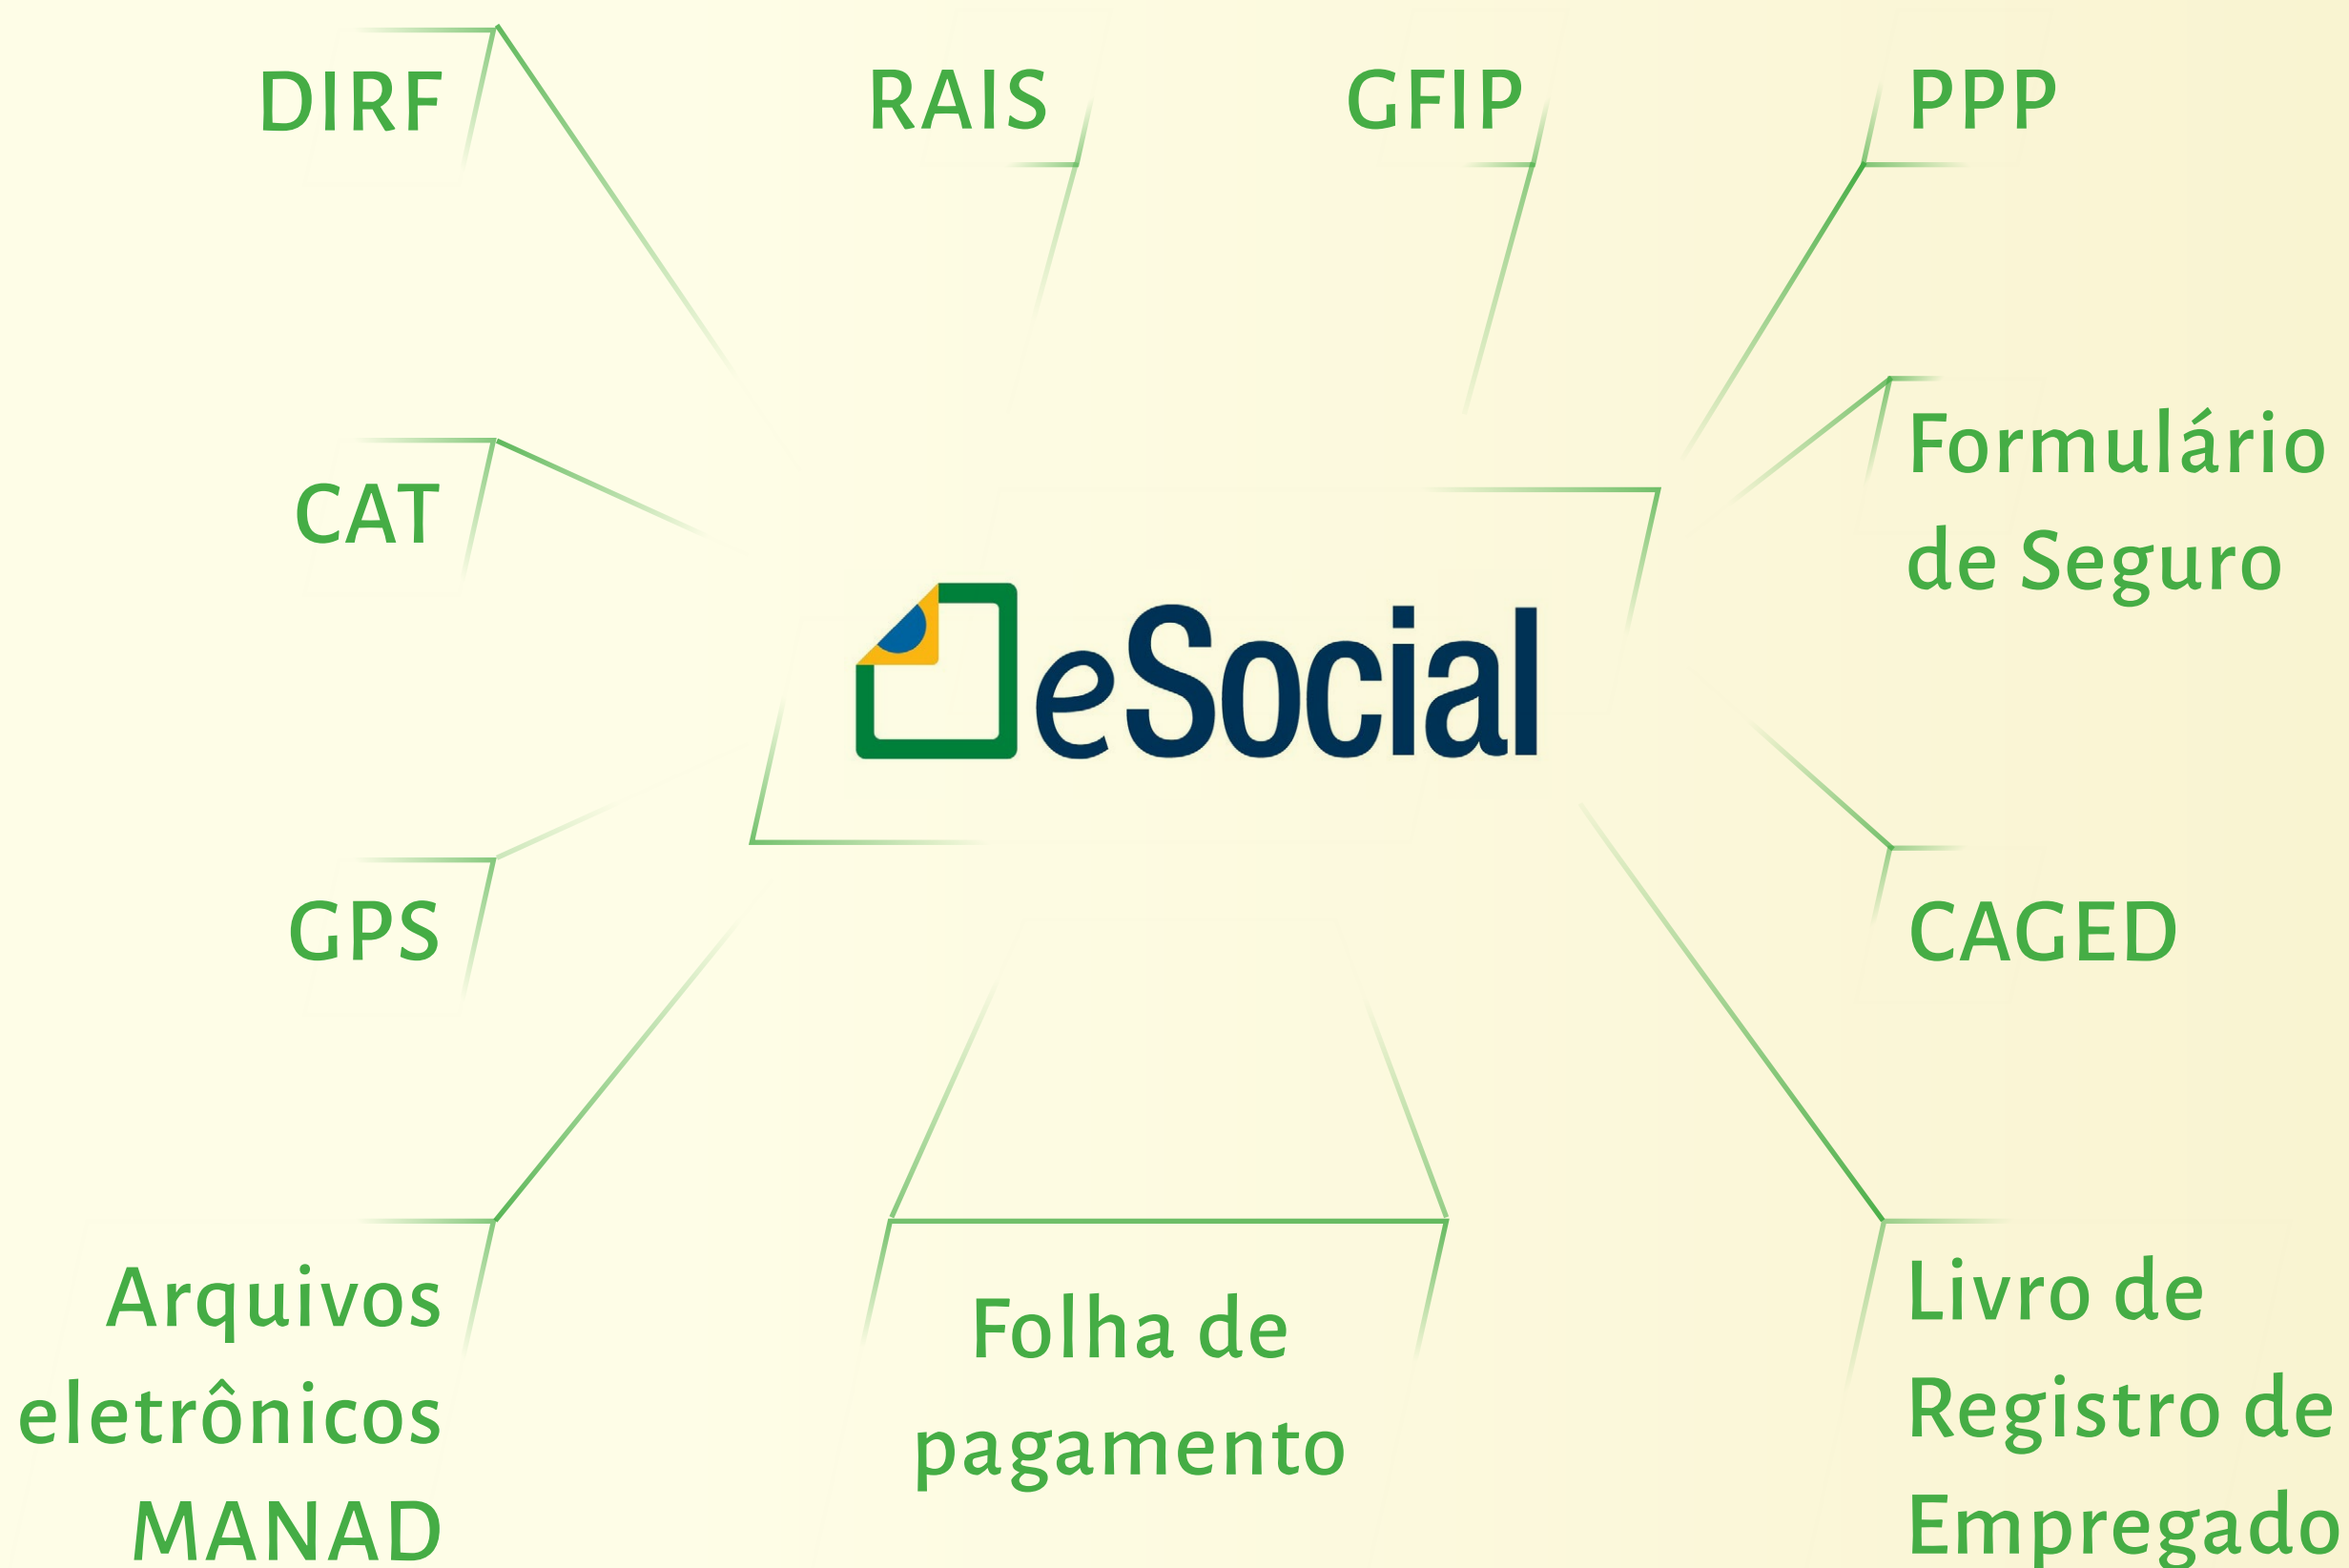 DIRF
RAIS
GFIP
PPP
CAT
Formulário
de Seguro
eSocial
GPS
CAGED
Arquivos
eletrônicos
MANAD
Folha de
pagamento
Livro de
Registro de
Empregado